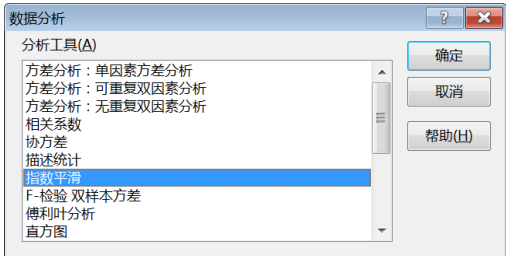 数据分析
分析工具(A)
方差分析：单因素方差分析
方差分析：可重复双因素分析
方差分析：无重复双因素分析
相关系数
协方差
描述统计
指数平滑
F-检验 双样本方差
傅利叶分析
直方图
确定
取消
帮助(H)